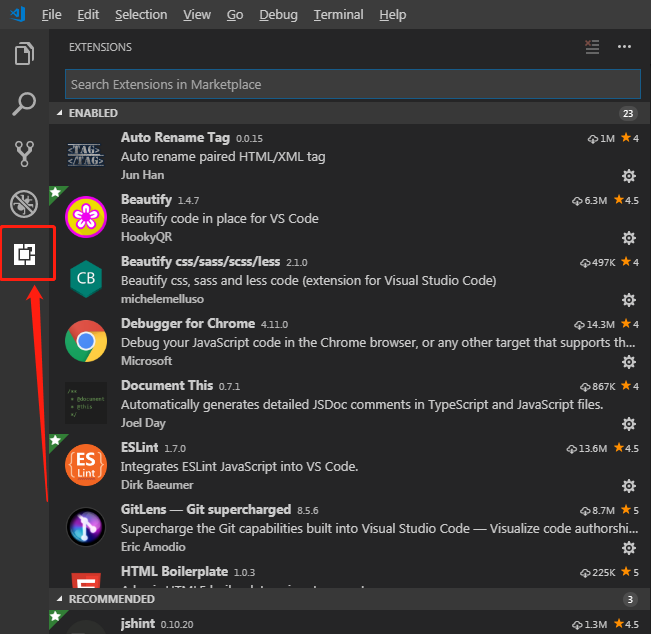 File Edit Selection View Go Debug Terminal Help
EXTENSIONS
Search Extensions in Marketplace
ENABLED 23
<TAG> </TAG>
Auto Rename Tag 0.0.15 1M 4
Auto rename paired HTML/XML tag
Jun Han
Beautify 1.4.7 6.3M 4.5
Beautify code in place for VS Code
HookyQR
CB
Beautify css/sass/scss/less 2.1.0 497K 4
Beautify css, sass and less code (extension for Visual Studio Code)
michelemelluso
Debugger for Chrome 4.11.0 14.3M 4
Debug your JavaScript code in the Chrome browser, or any other target that supports th...
Microsoft
/**
* @document
* @this
*/
Document This 0.7.1 867K 4
Automatically generates detailed JSDoc comments in TypeScript and JavaScript files.
Joel Day
{ES}
Lint
ESLint 1.7.0 13.6M 4.5
Integrates ESLint JavaScript into VS Code.
Dirk Baeumer
GitLens — Git supercharged 8.5.6 8.7M 5
Supercharge the Git capabilities built into Visual Studio Code — Visualize code authorshi...
Eric Amodio
HTML Boilerplate 1.0.3 225K 5
RECOMMENDED 3
jshint 0.10.20 1.3M 4.5